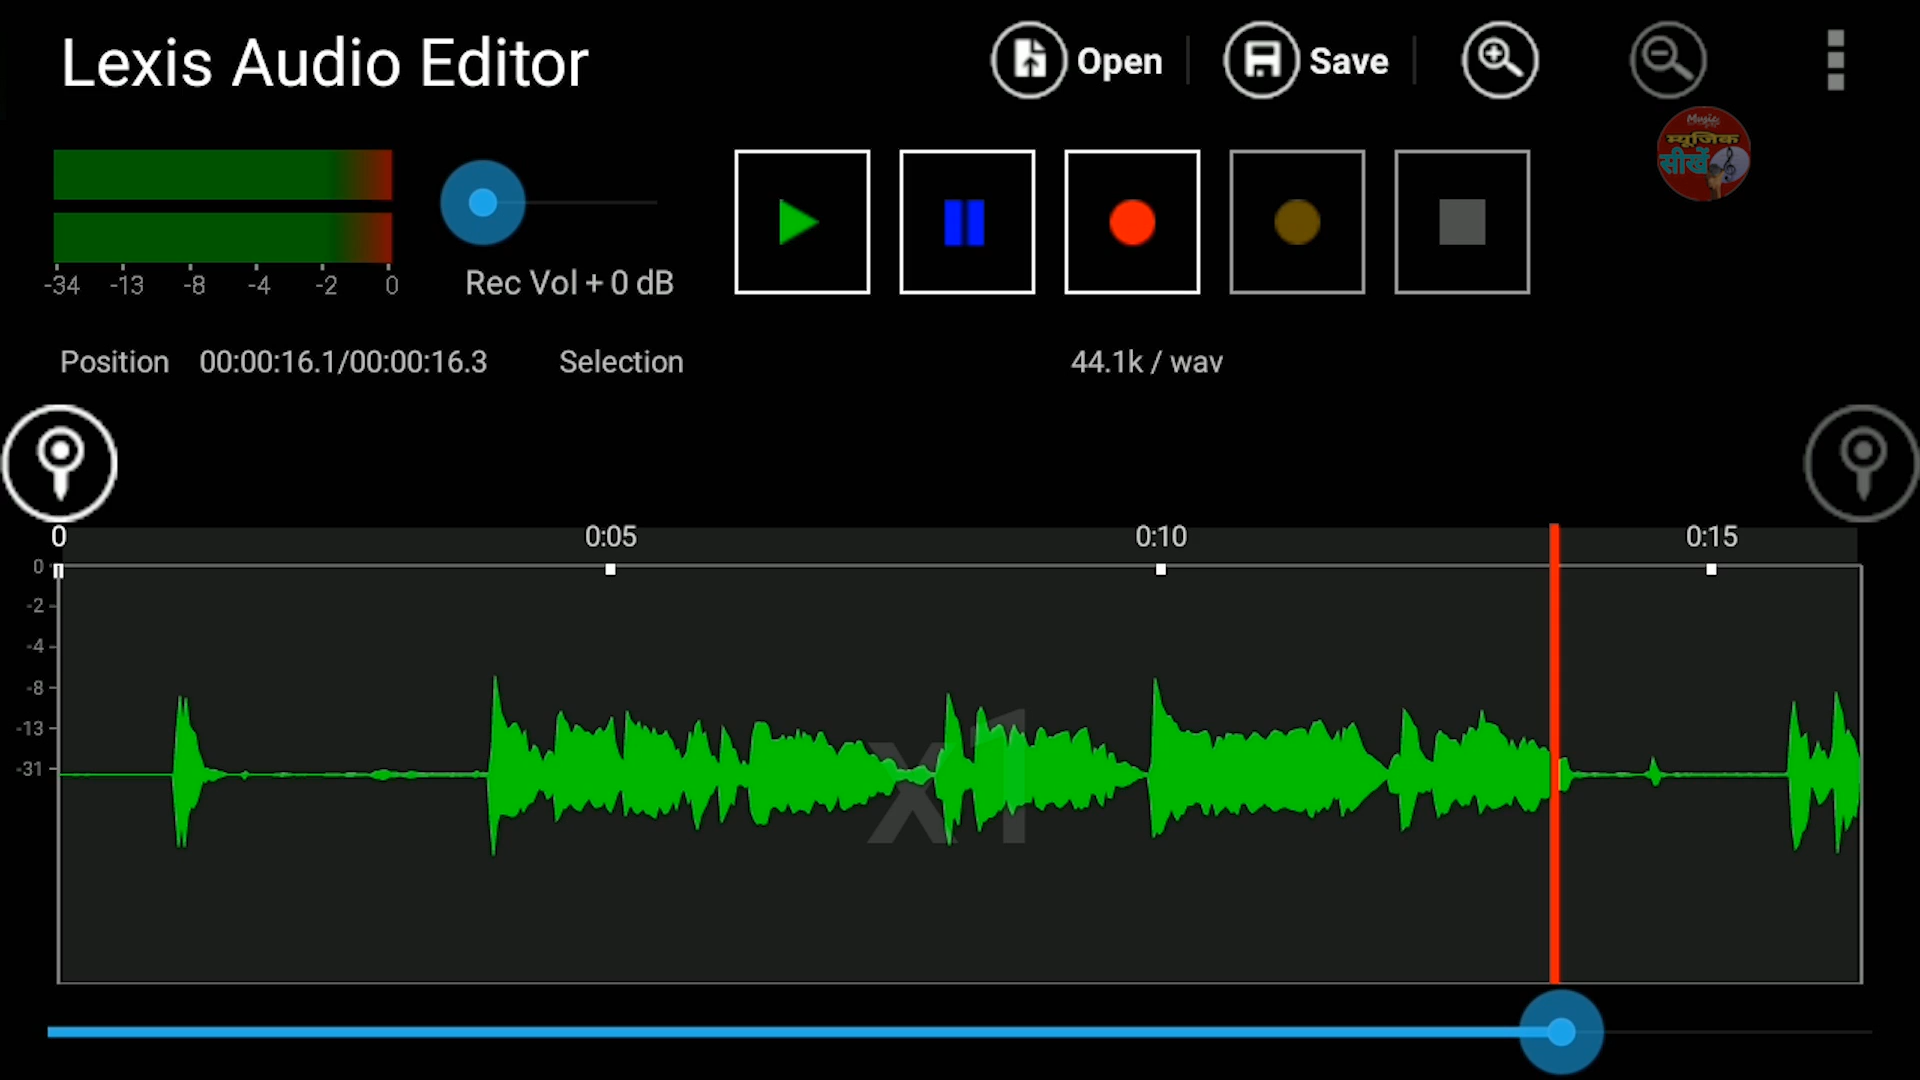 Lexis Audio Editor
Open
Save
Music
म्यूजिक
सीखें
-34 -13 -8 -4 -2 0
Rec Vol + 0 dB
Position 00:00:16.1/00:00:16.3 Selection 44.1k / wav
0 0:05 0:10 0:15
0
-2
-4
-8
-13
-31
x1